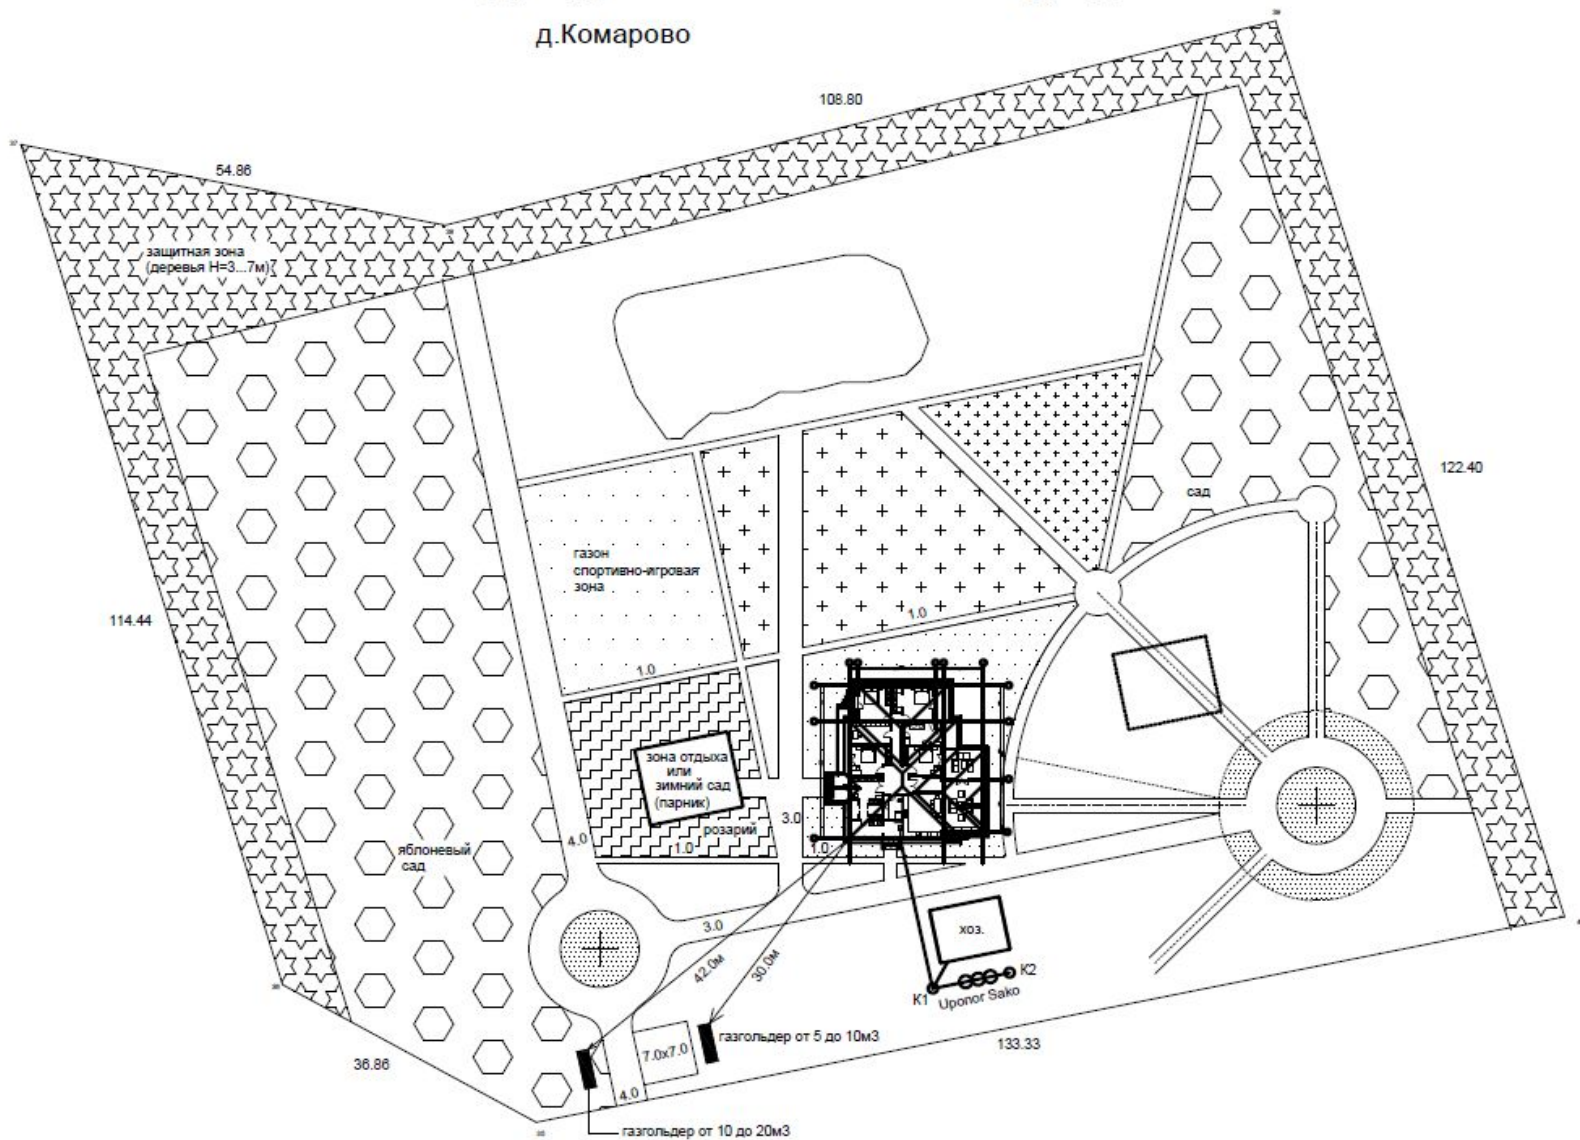 д.Комарово
108.80
54.86
защитная зона
(деревья Н=3...7м)
122.40
сад
газон
спортивно-игровая
зона
114.44
1.0
1.0
зона отдыха
или
зимний сад
(парник)
розарий
3.0
4.0
1.0
1.0
яблоневый
сад
3.0
хоз.
42.0м
30.0м
К1
К2
Uponor Sako
газгольдер от 5 до 10м3
7.0х7.0
133.33
36.86
4.0
газгольдер от 10 до 20м3